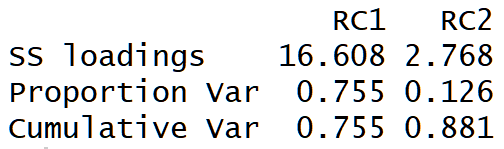 RC1 RC2
SS loadings 16.608 2.768
Proportion Var 0.755 0.126
Cumulative Var 0.755 0.881